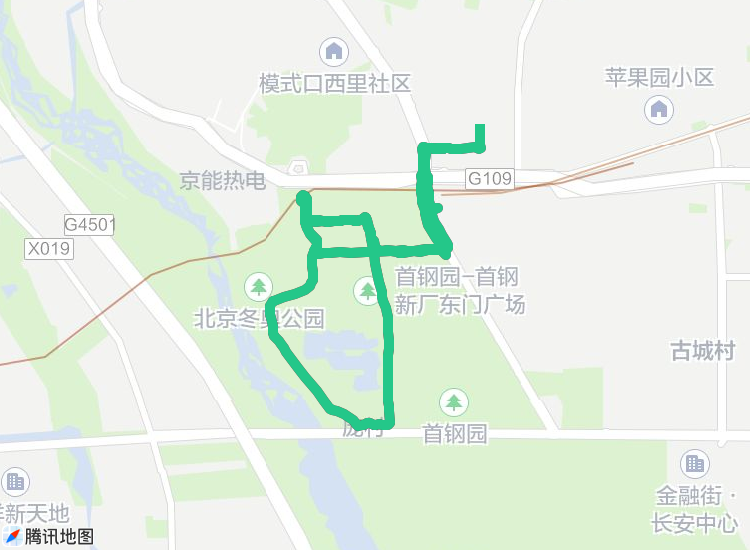 模式口西里社区
苹果园小区
京能热电
G109
G4501
X019
首钢园-首钢
新厂东门广场
北京冬奥公园
古城村
庞村
首钢园
金融街·
长安中心
新天地
腾讯地图